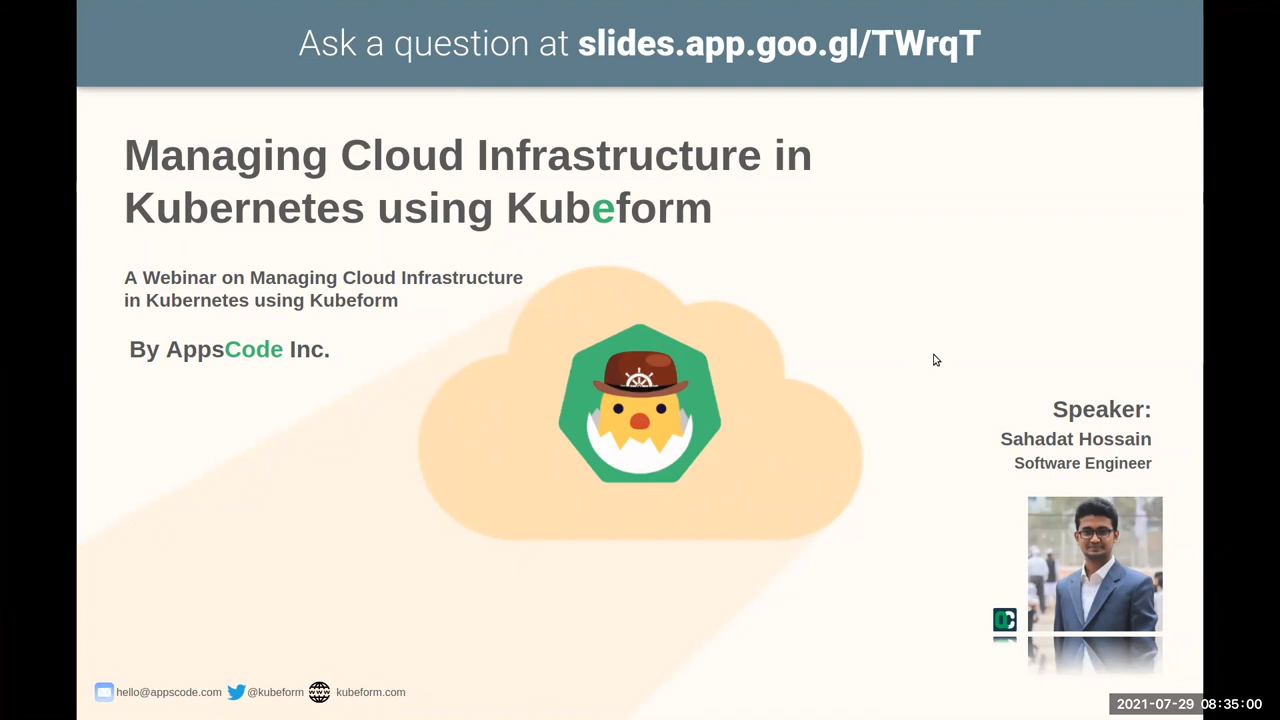 Ask a question at slides.app.goo.gl/TWrqT
Managing Cloud Infrastructure in
Kubernetes using Kubeform
A Webinar on Managing Cloud Infrastructure
in Kubernetes using Kubeform
By AppsCode Inc.
Speaker:
Sahadat Hossain
Software Engineer
hello@appscode.com @kubeform kubeform.com
2021-07-29 08:35:00